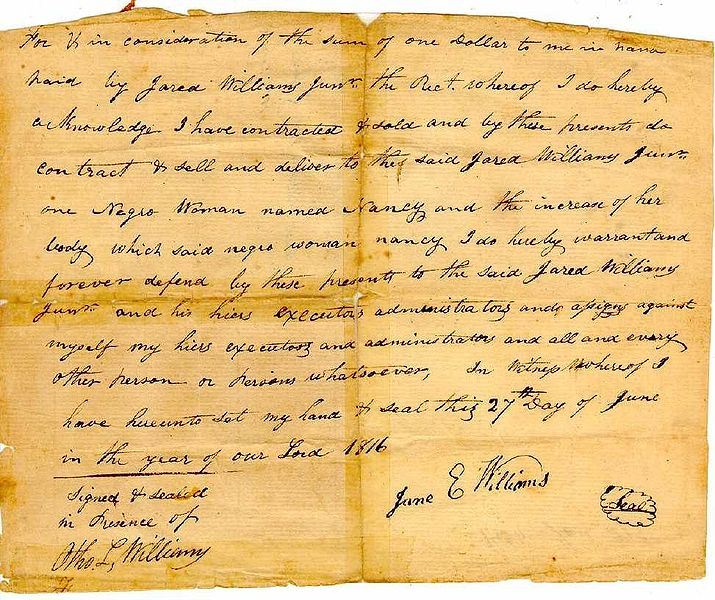 For & in consideration of the sum of one Dollar to me in hand
paid by Jared Williams Junr. the Rect. whereof I do hereby
acknowledge I have contracted & sold and by these presents do
contract & sell and deliver to the said Jared Williams Junr.
one Negro Woman named Nancy and the increase of her
body which said negro woman nancy I do hereby warrant and
forever defend by these presents to the said Jared Williams
Junr. and his hiers executors administrators and assigns against
myself my hiers executors and administrators and all and every
other person or persons whatsoever, In Witness Whereof I
have hereunto set my hand & seal this 27th Day of June
in the year of our Lord 1816
Signed & sealed
in Presence of
Otho. L. Williams
Jane E Williams
Seal